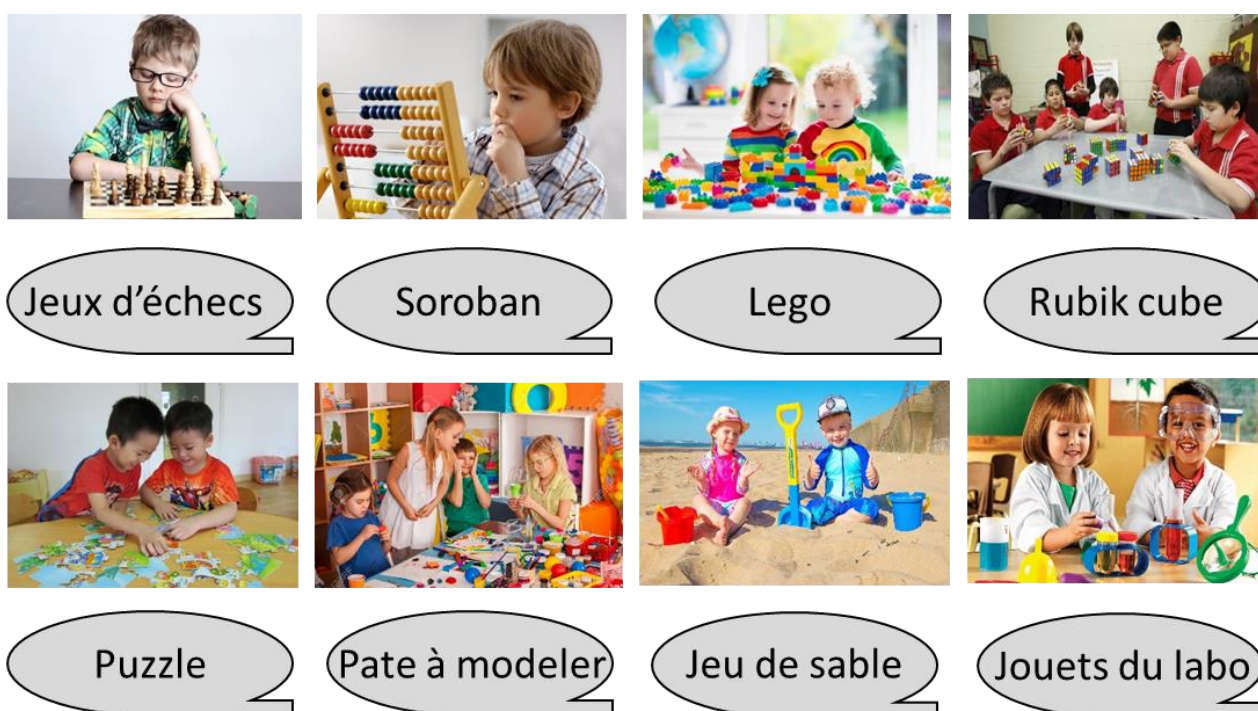 Jeux d'échecs
Soroban
Lego
Rubik cube
Puzzle
Pate à modeler
Jeu de sable
Jouets du labo